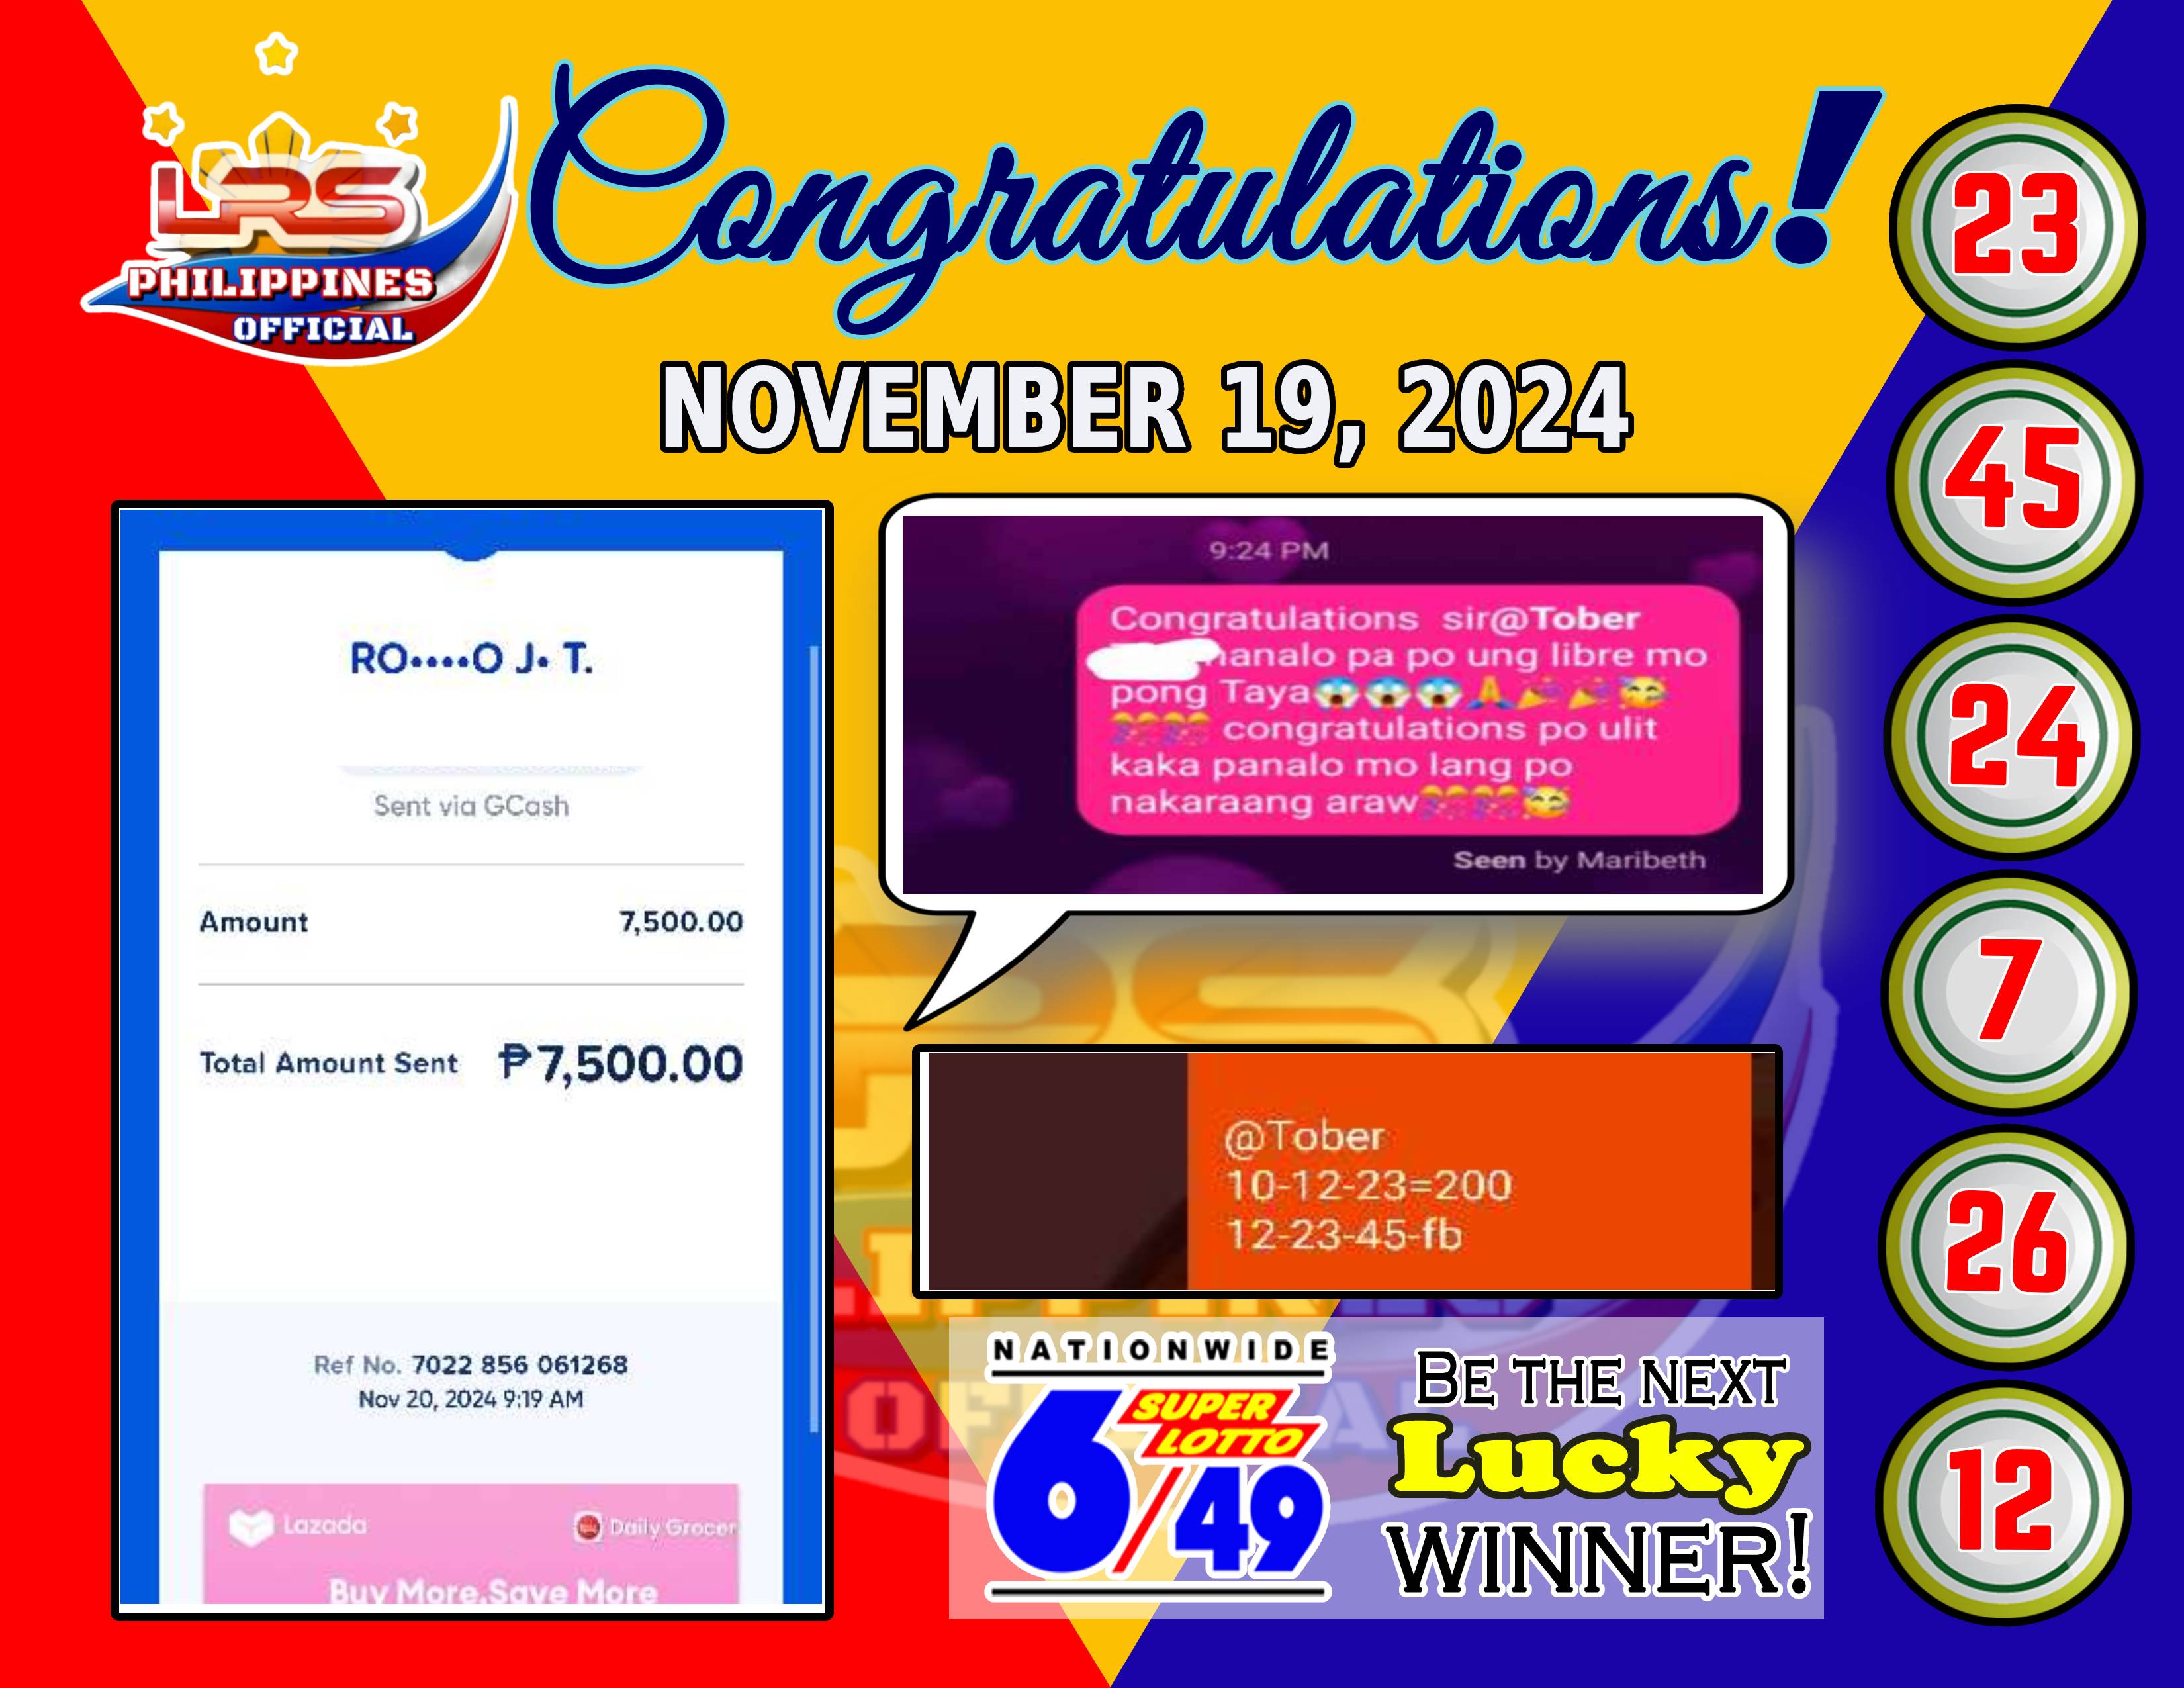 LRS
PHILIPPINES
OFFICIAL
Congratulations!
NOVEMBER 19, 2024
RO••••O J• T.
Sent via GCash
Amount 7,500.00
Total Amount Sent ₱7,500.00
Ref No. 7022 856 061268
Nov 20, 2024 9:19 AM
Lazada Daily Grocer
Buy More,Save More
9:24 PM
Congratulations sir@Tober
nanalo pa po ung libre mo
pong Taya😱😱😱🙏🎉🎉🥳
🎊🎊 congratulations po ulit
kaka panalo mo lang po
nakaraang araw🎊🎊🥳
Seen by Maribeth
@Tober
10-12-23=200
12-23-45-fb
NATIONWIDE
SUPER
LOTTO
6/49
BE THE NEXT
Lucky
WINNER!
23
45
24
7
26
12